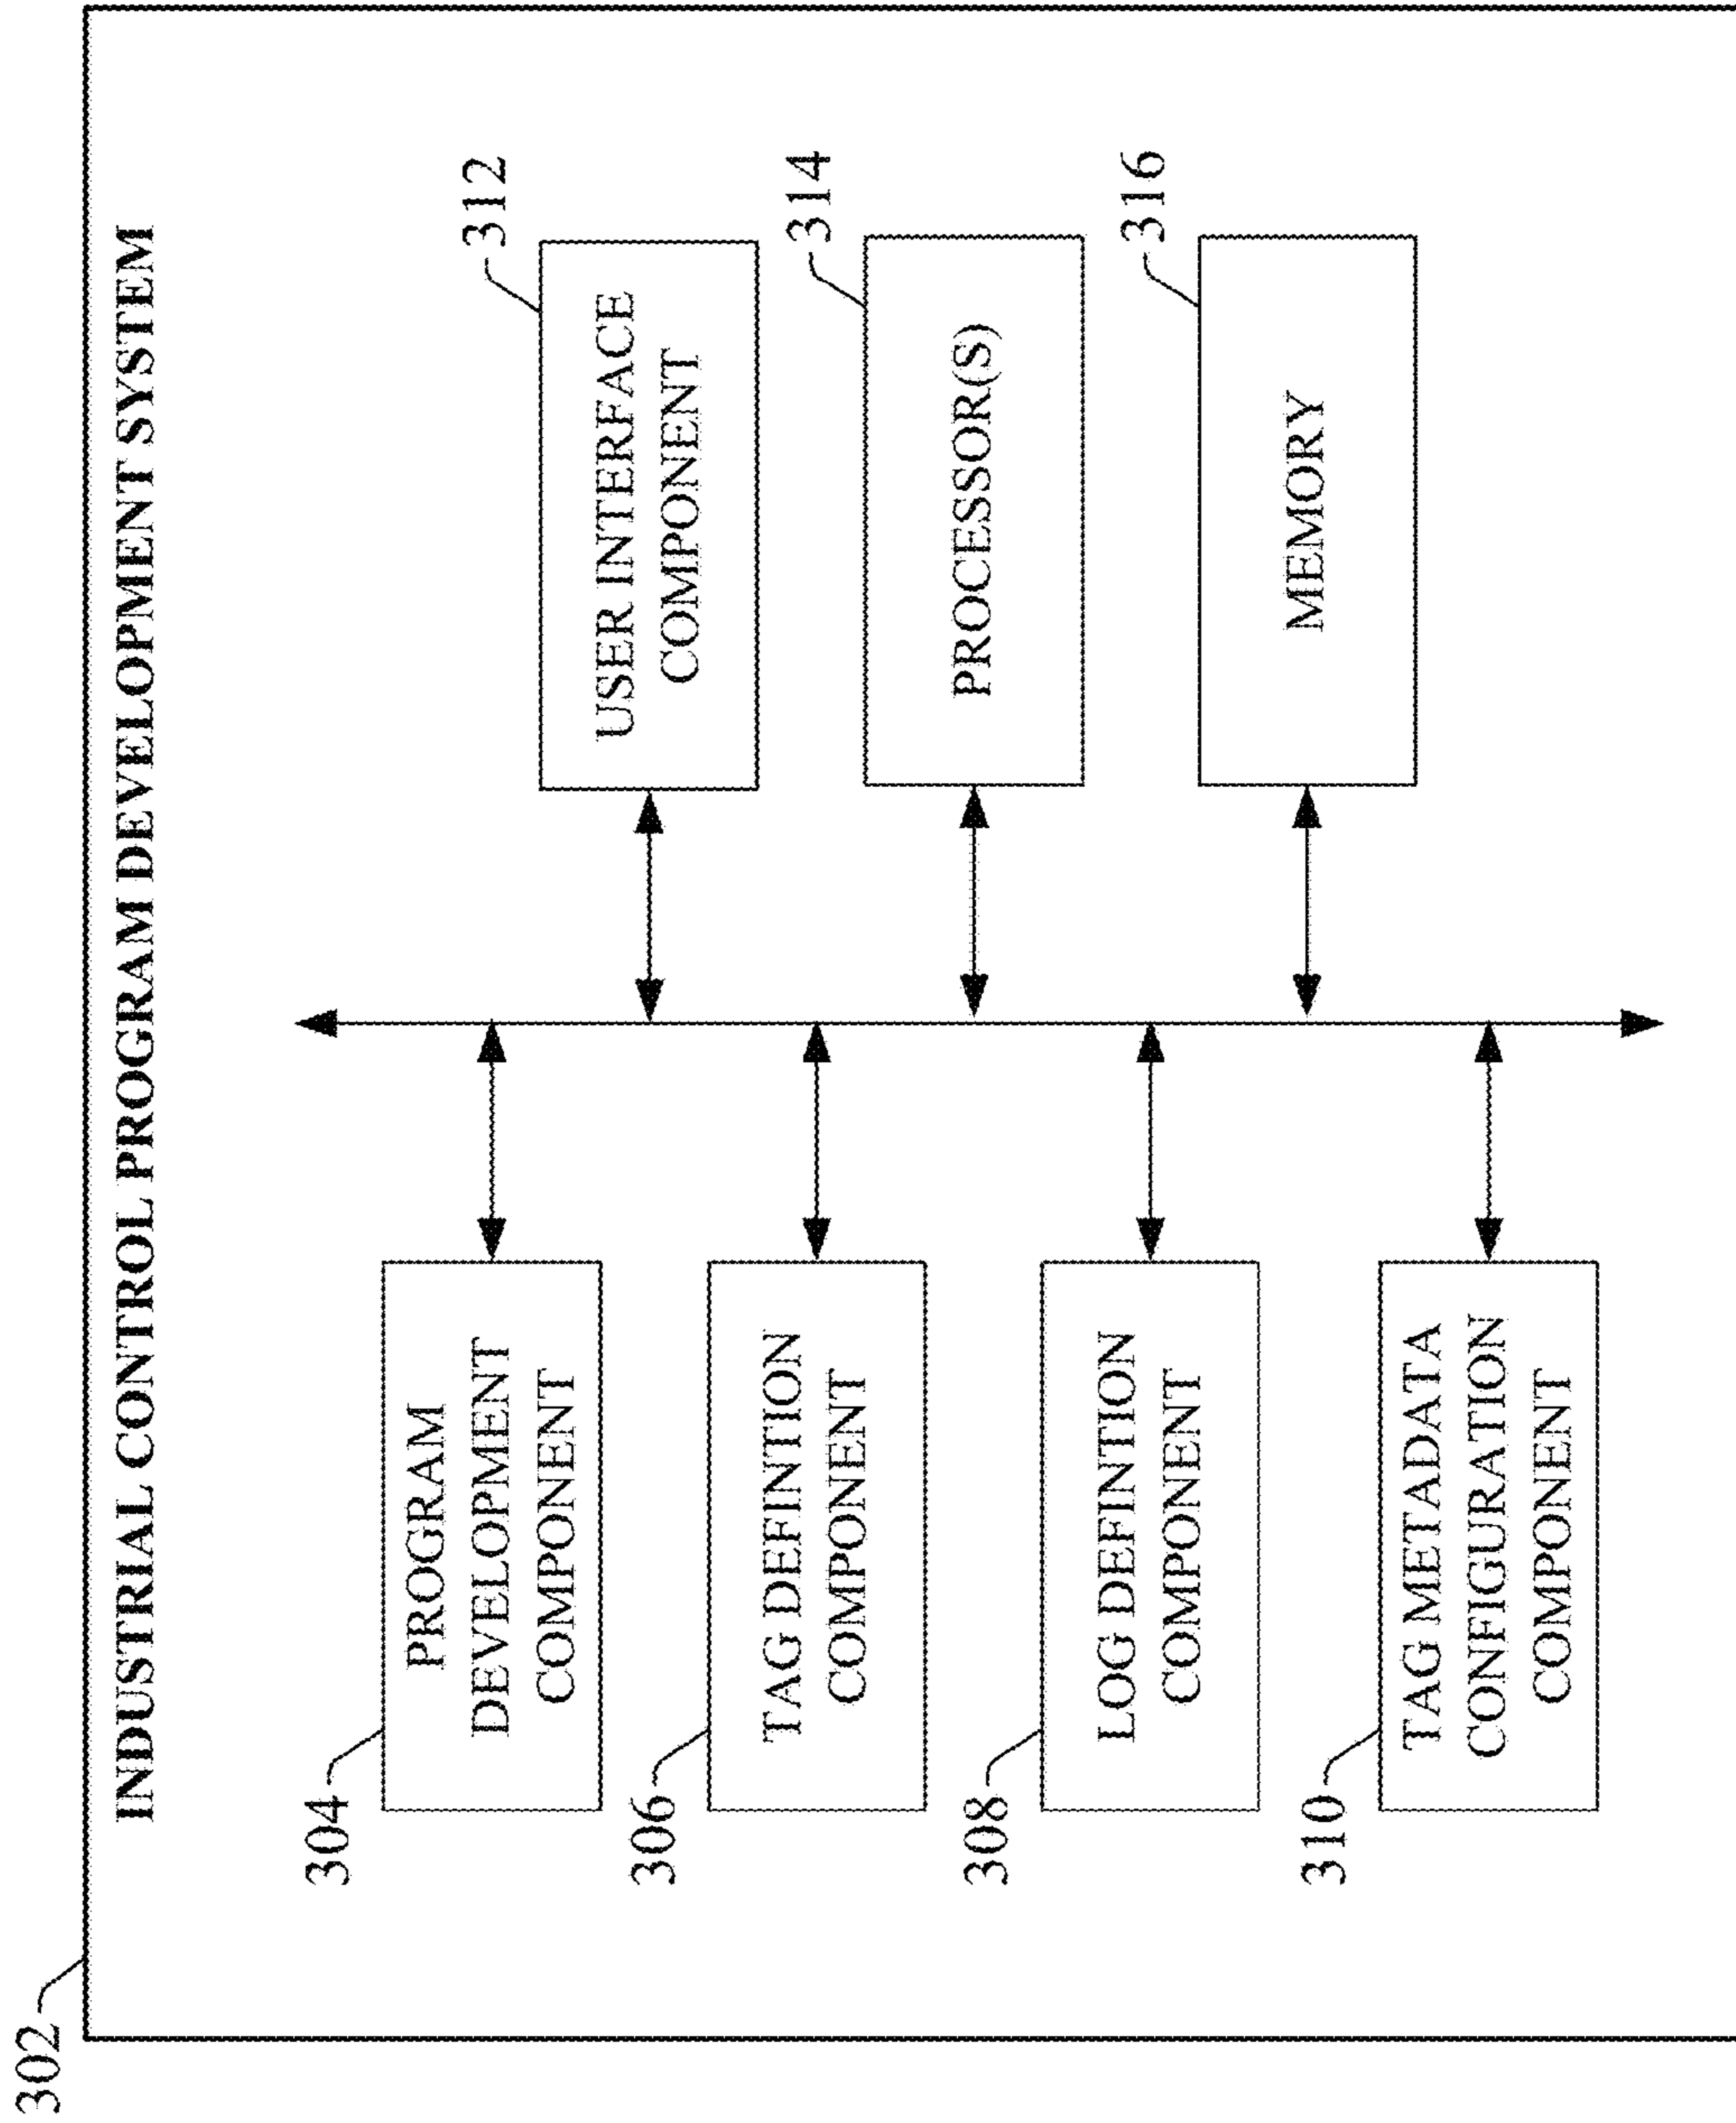 302
INDUSTRIAL CONTROL PROGRAM DEVELOPMENT SYSTEM
304
PROGRAM
DEVELOPMENT
COMPONENT
306
TAG DEFINTION
COMPONENT
308
LOG DEFINTION
COMPONENT
310
TAG METADATA
CONFIGURATION
COMPONENT
312
USER INTERFACE
COMPONENT
314
PROCESSOR(S)
316
MEMORY